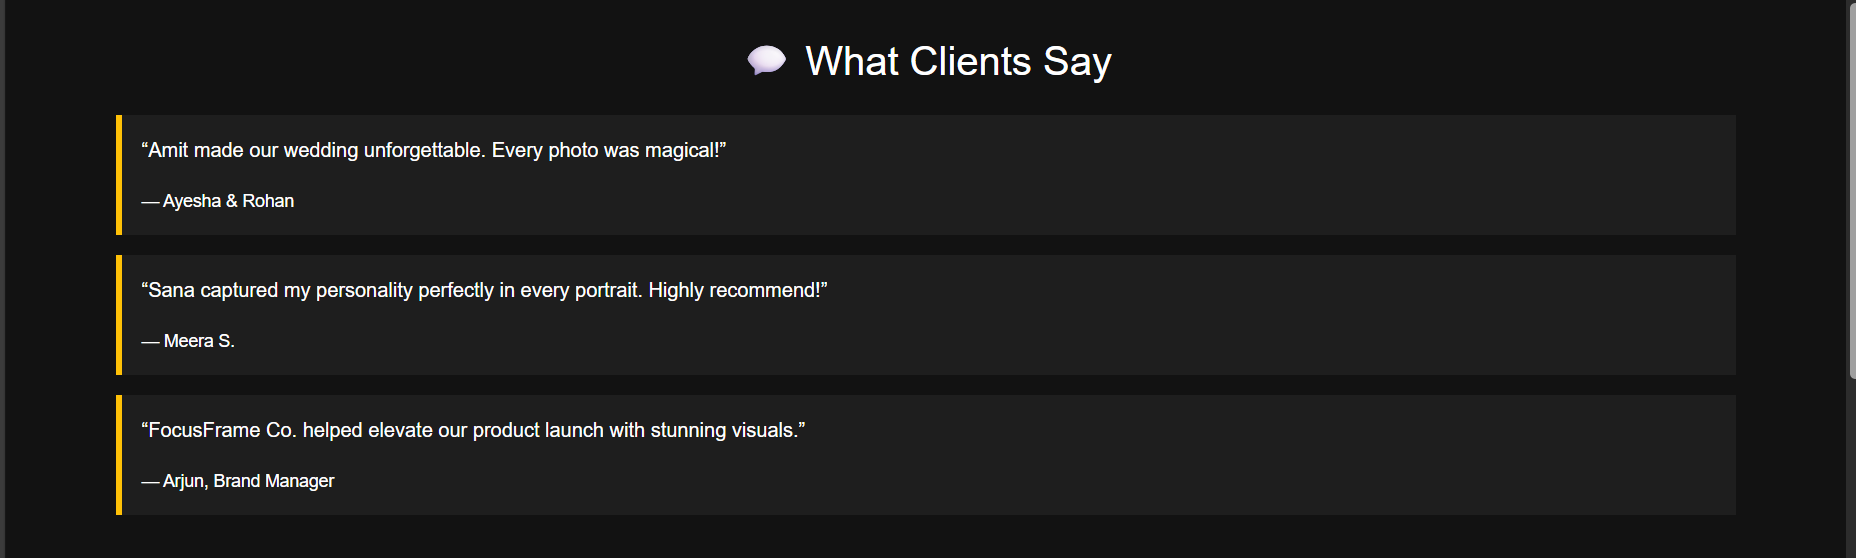 What Clients Say
“Amit made our wedding unforgettable. Every photo was magical!”
— Ayesha & Rohan
“Sana captured my personality perfectly in every portrait. Highly recommend!”
— Meera S.
“FocusFrame Co. helped elevate our product launch with stunning visuals.”
— Arjun, Brand Manager